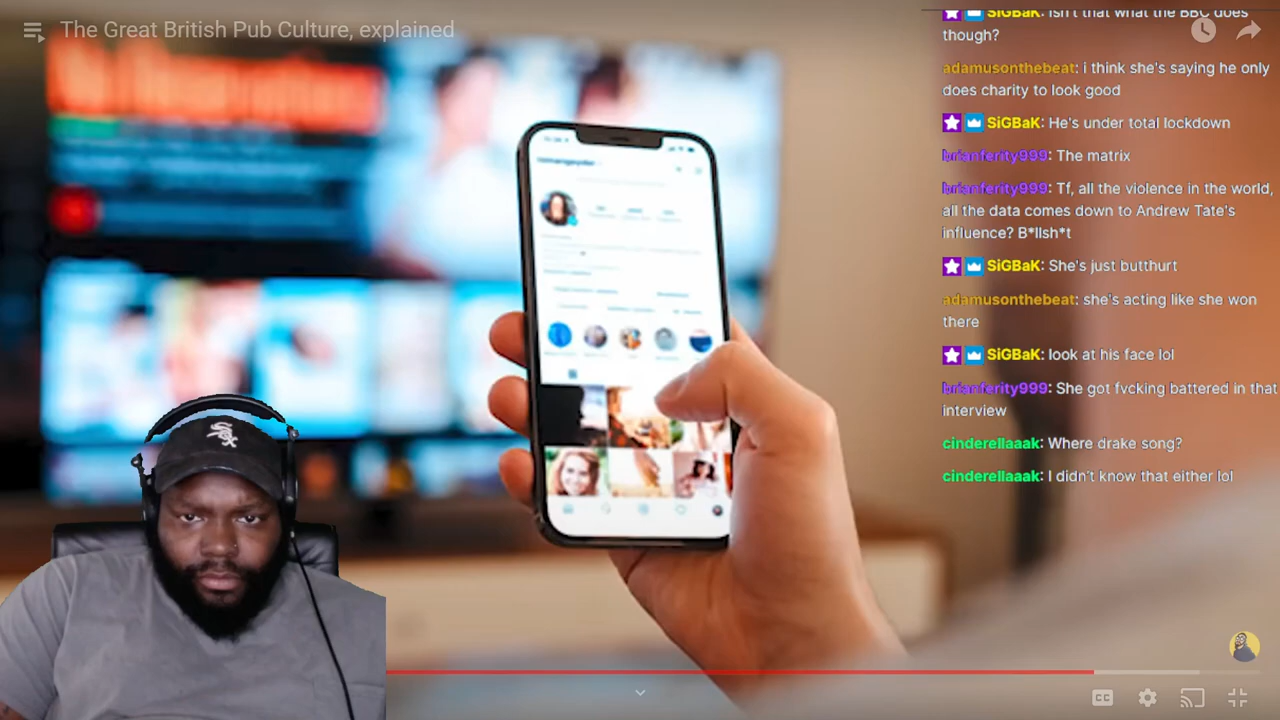 The Great British Pub Culture, explained
SiGBaK: Isn't that what the BBC does
though?
adamusonthebeat: i think she's saying he only
does charity to look good
SiGBaK: He's under total lockdown
brianferity999: The matrix
brianferity999: Tf, all the violence in the world,
all the data comes down to Andrew Tate's
influence? B*llsh*t
SiGBaK: She's just butthurt
adamusonthebeat: she's acting like she won
there
SiGBaK: look at his face lol
brianferity999: She got fvcking battered in that
interview
cinderellaaak: Where drake song?
cinderellaaak: I didn't know that either lol
Sox
CC